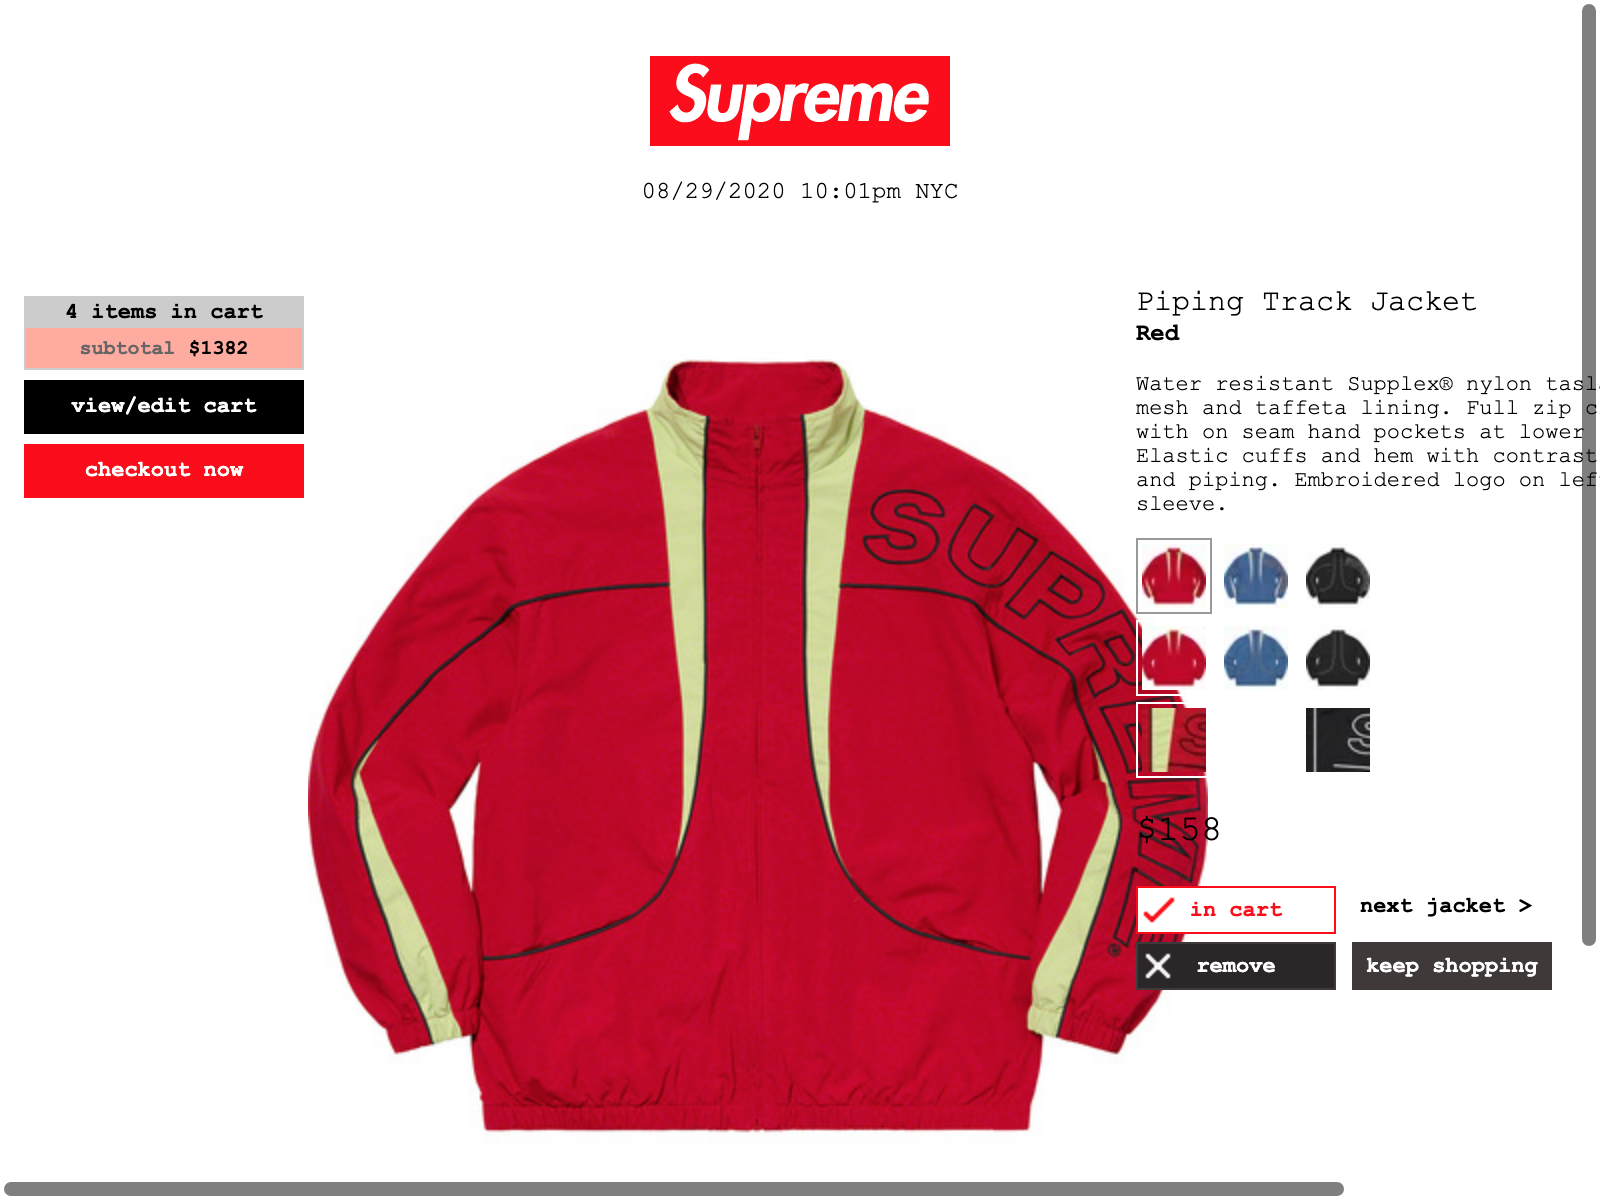 Supreme
08/29/2020 10:01pm NYC
4 items in cart
subtotal $1382
view/edit cart
checkout now
Piping Track Jacket
Red
Water resistant Supplex® nylon
mesh and taffeta lining. Full zip
with on seam hand pockets at lower
Elastic cuffs and hem with contrast
and piping. Embroidered logo on left
sleeve.
SUPREME
$158
in cart
next jacket >
remove
keep shopping